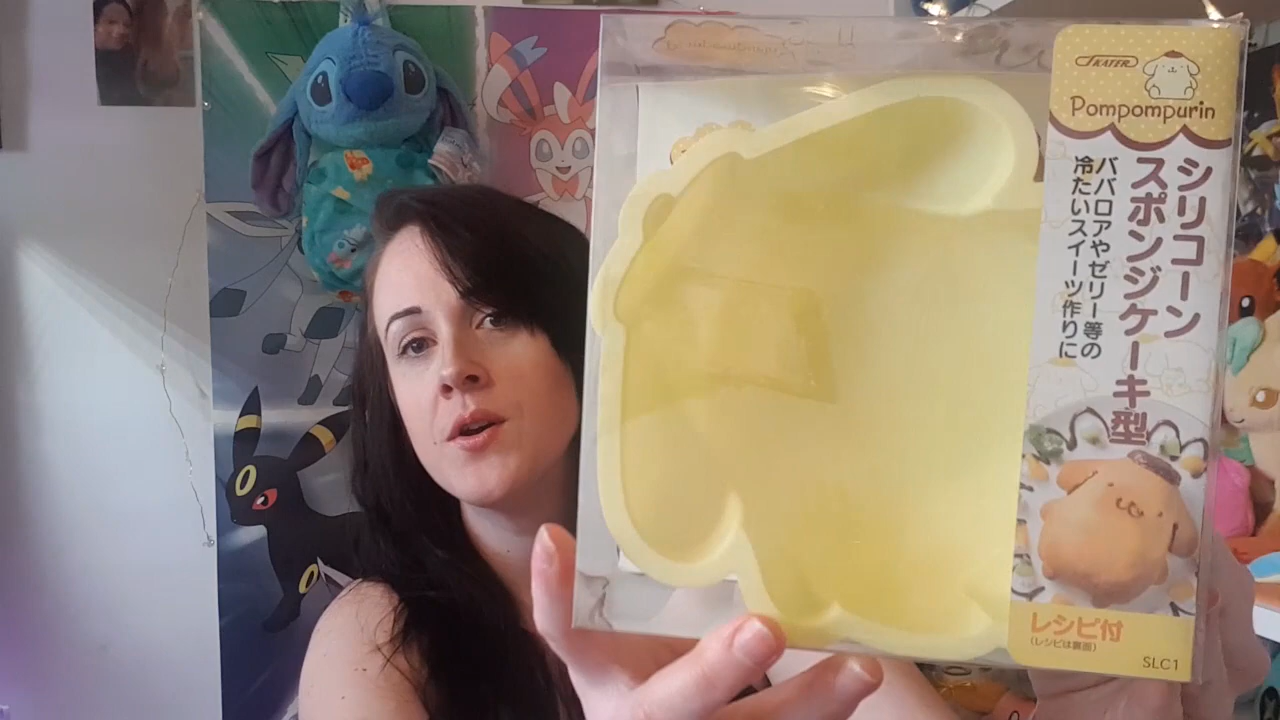 SKATER
Pompompurin
シリコーン
スポンジケーキ型
ババロアやゼリー等の
冷たいスイーツ作りに
レシピ付
(レシピは裏面)
SLC1